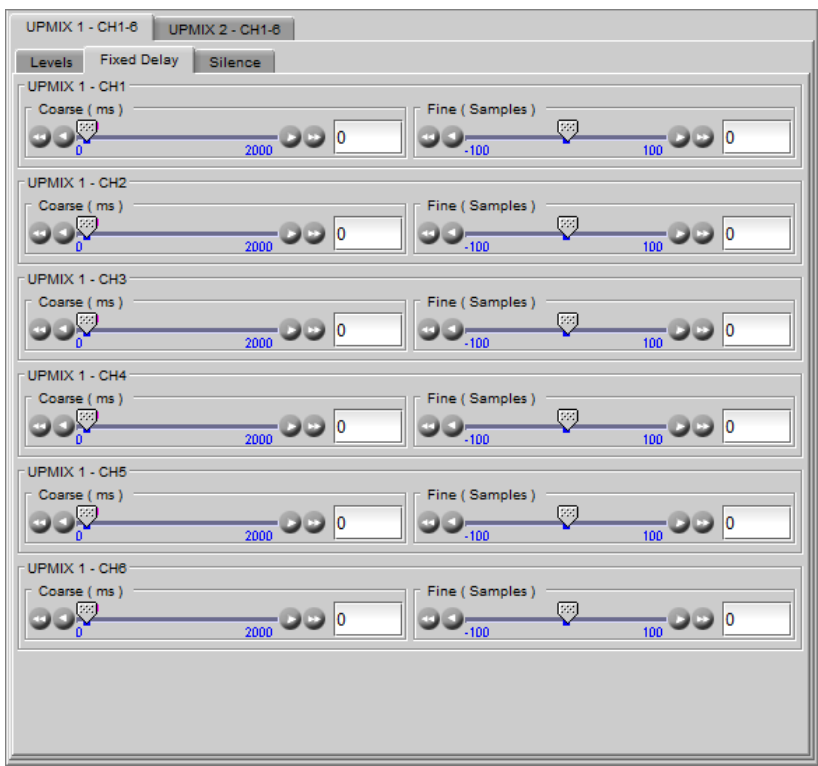 UPMIX 1 - CH1-6 UPMIX 2 - CH1-6
Levels Fixed Delay Silence
UPMIX 1 - CH1
Coarse ( ms ) Fine ( Samples )
0 2000 0 -100 100 0
UPMIX 1 - CH2
Coarse ( ms ) Fine ( Samples )
0 2000 0 -100 100 0
UPMIX 1 - CH3
Coarse ( ms ) Fine ( Samples )
0 2000 0 -100 100 0
UPMIX 1 - CH4
Coarse ( ms ) Fine ( Samples )
0 2000 0 -100 100 0
UPMIX 1 - CH5
Coarse ( ms ) Fine ( Samples )
0 2000 0 -100 100 0
UPMIX 1 - CH6
Coarse ( ms ) Fine ( Samples )
0 2000 0 -100 100 0